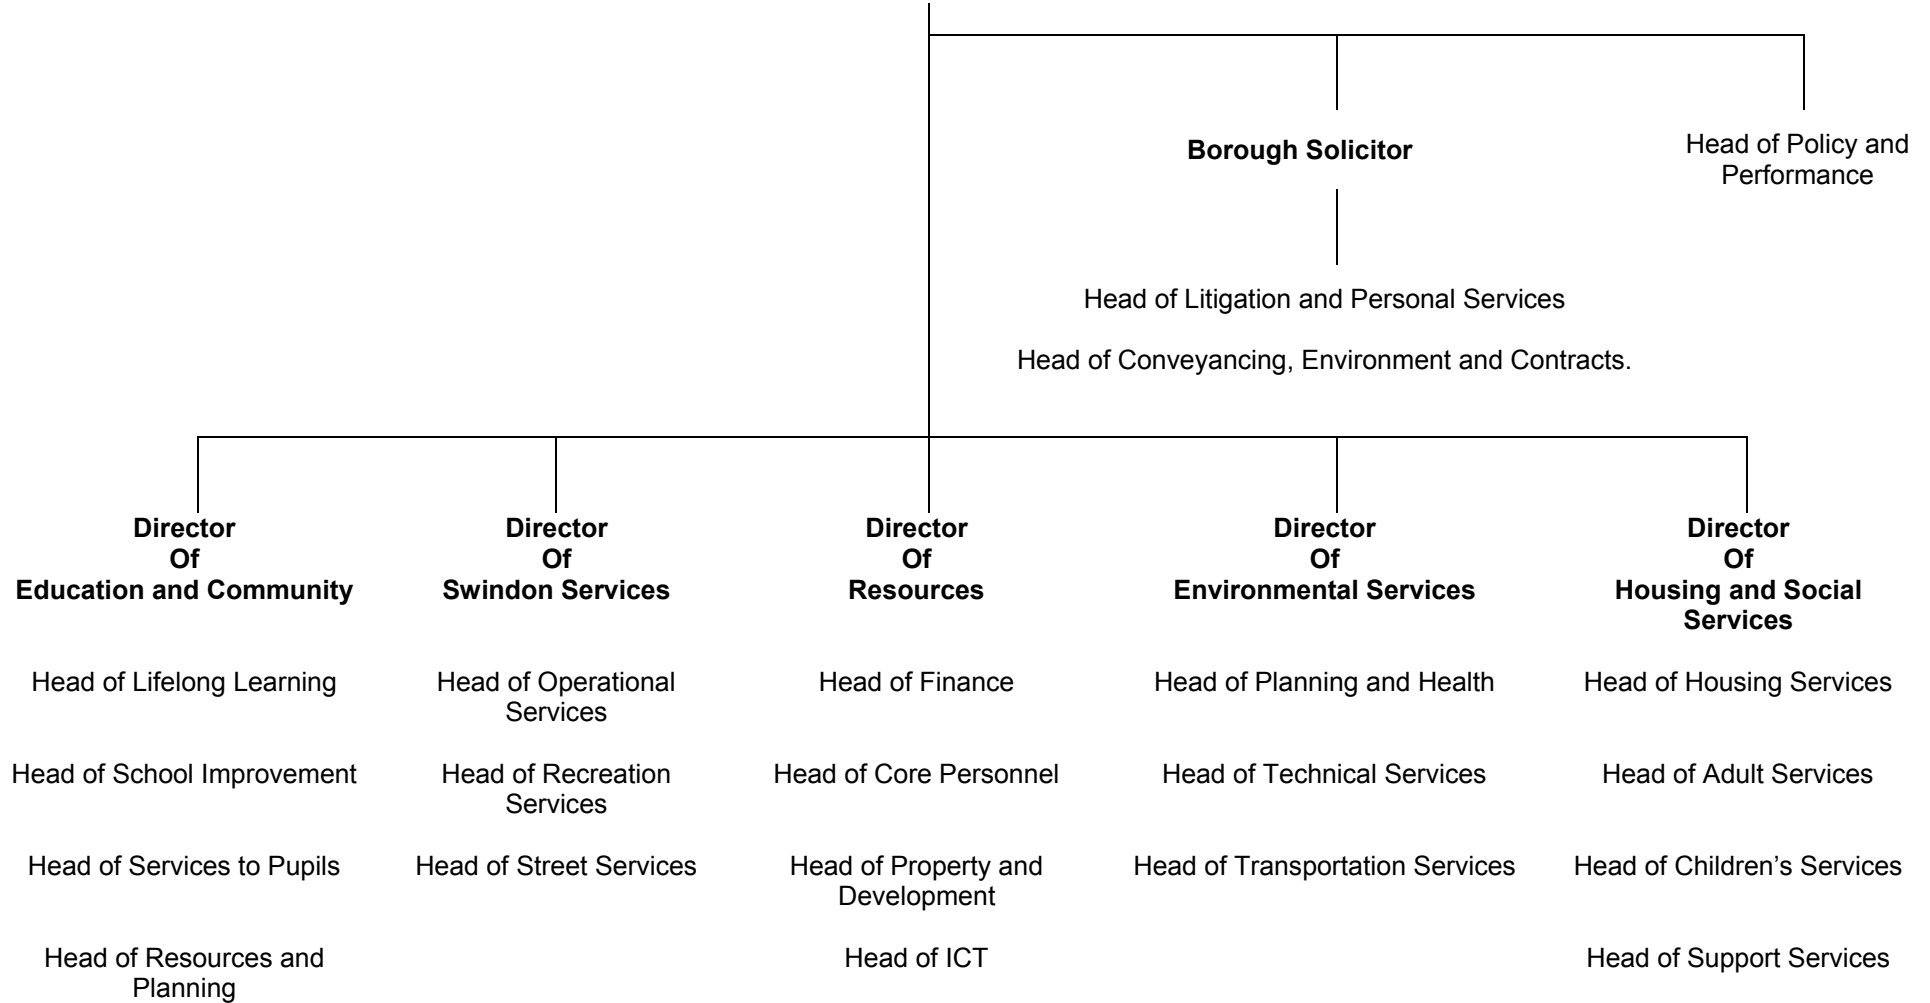 Borough Solicitor
Head of Policy and
Performance
Head of Litigation and Personal Services
Head of Conveyancing, Environment and Contracts.
Director
Of
Education and Community
Head of Lifelong Learning
Head of School Improvement
Head of Services to Pupils
Head of Resources and
Planning
Director
Of
Swindon Services
Head of Operational
Services
Head of Recreation
Services
Head of Street Services
Director
Of
Resources
Head of Finance
Head of Core Personnel
Head of Property and
Development
Head of ICT
Director
Of
Environmental Services
Head of Planning and Health
Head of Technical Services
Head of Transportation Services
Director
Of
Housing and Social
Services
Head of Housing Services
Head of Adult Services
Head of Children’s Services
Head of Support Services